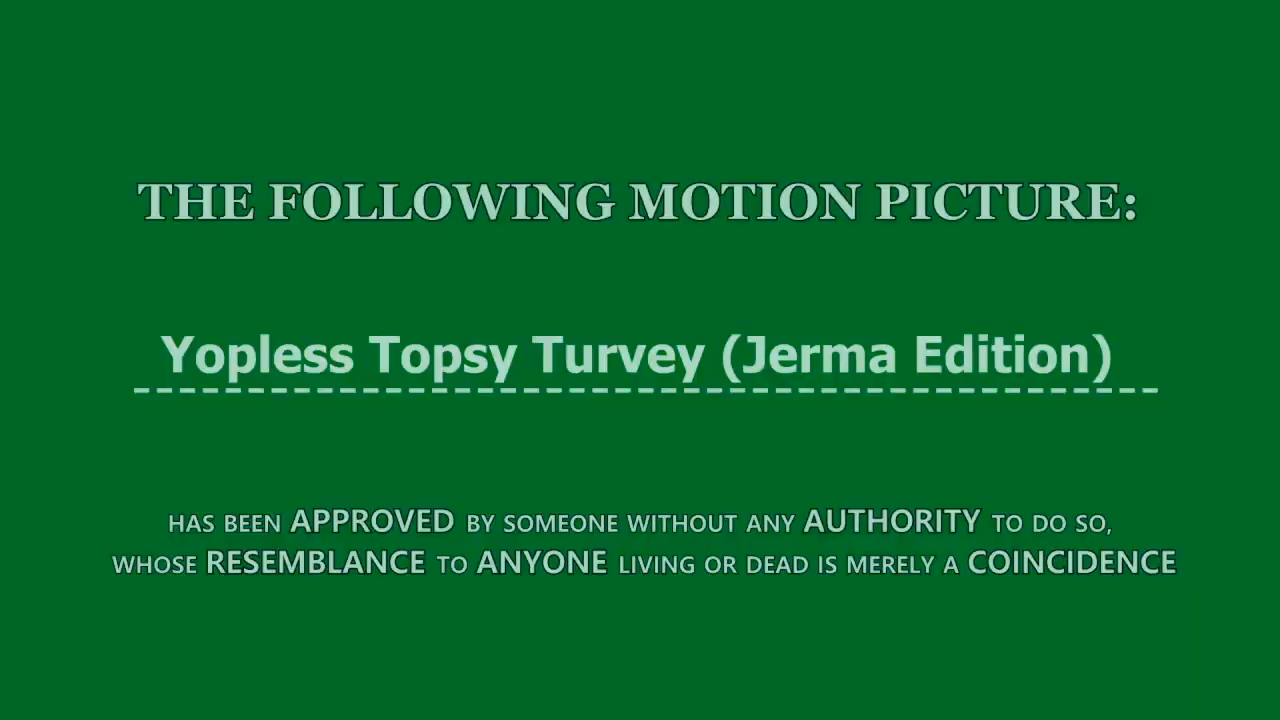 THE FOLLOWING MOTION PICTURE:
Yopless Topsy Turvey (Jerma Edition)
HAS BEEN APPROVED BY SOMEONE WITHOUT ANY AUTHORITY TO DO SO,
WHOSE RESEMBLANCE TO ANYONE LIVING OR DEAD IS MERELY A COINCIDENCE